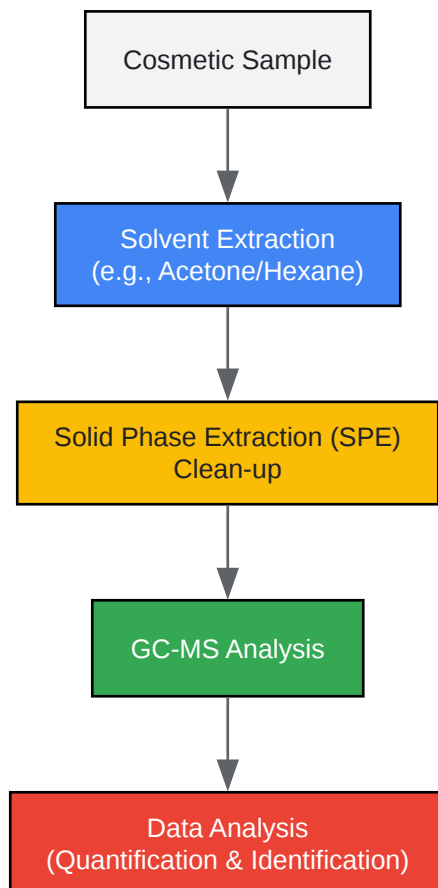 Cosmetic Sample
Solvent Extraction
(e.g., Acetone/Hexane)
Solid Phase Extraction (SPE)
Clean-up
GC-MS Analysis
Data Analysis
(Quantification & Identification)